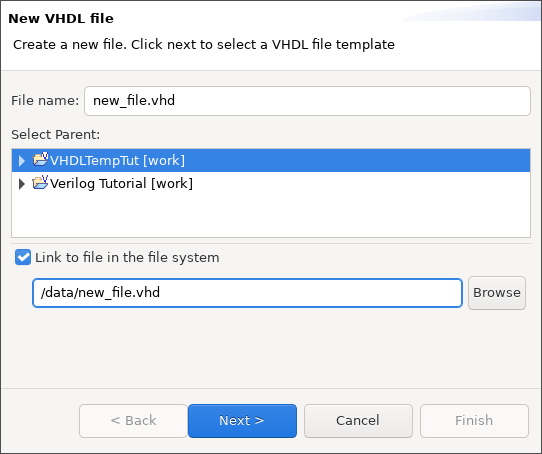 New VHDL file
Create a new file. Click next to select a VHDL file template
File name: new_file.vhd
Select Parent:
VHDLTempTut [work]
Verilog Tutorial [work]
Link to file in the file system
/data/new_file.vhd Browse
< Back Next > Cancel Finish